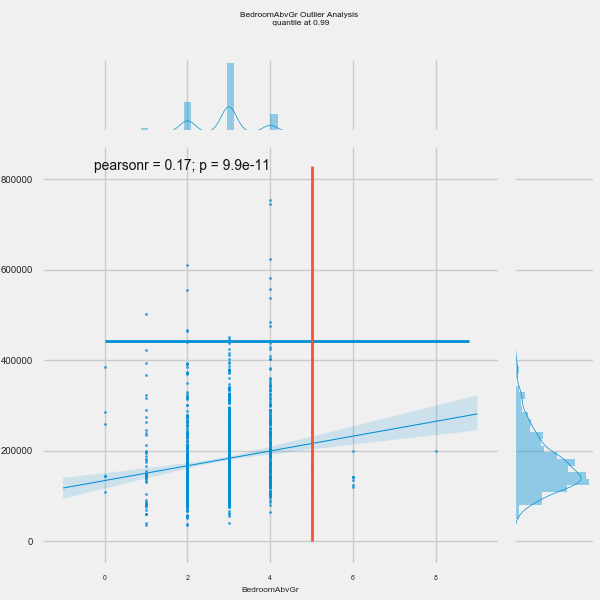 BedroomAbvGr Outlier Analysis
quantile at 0.99
pearsonr = 0.17; p = 9.9e-11
800000
600000
400000
200000
0
0 2 4 6 8
BedroomAbvGr